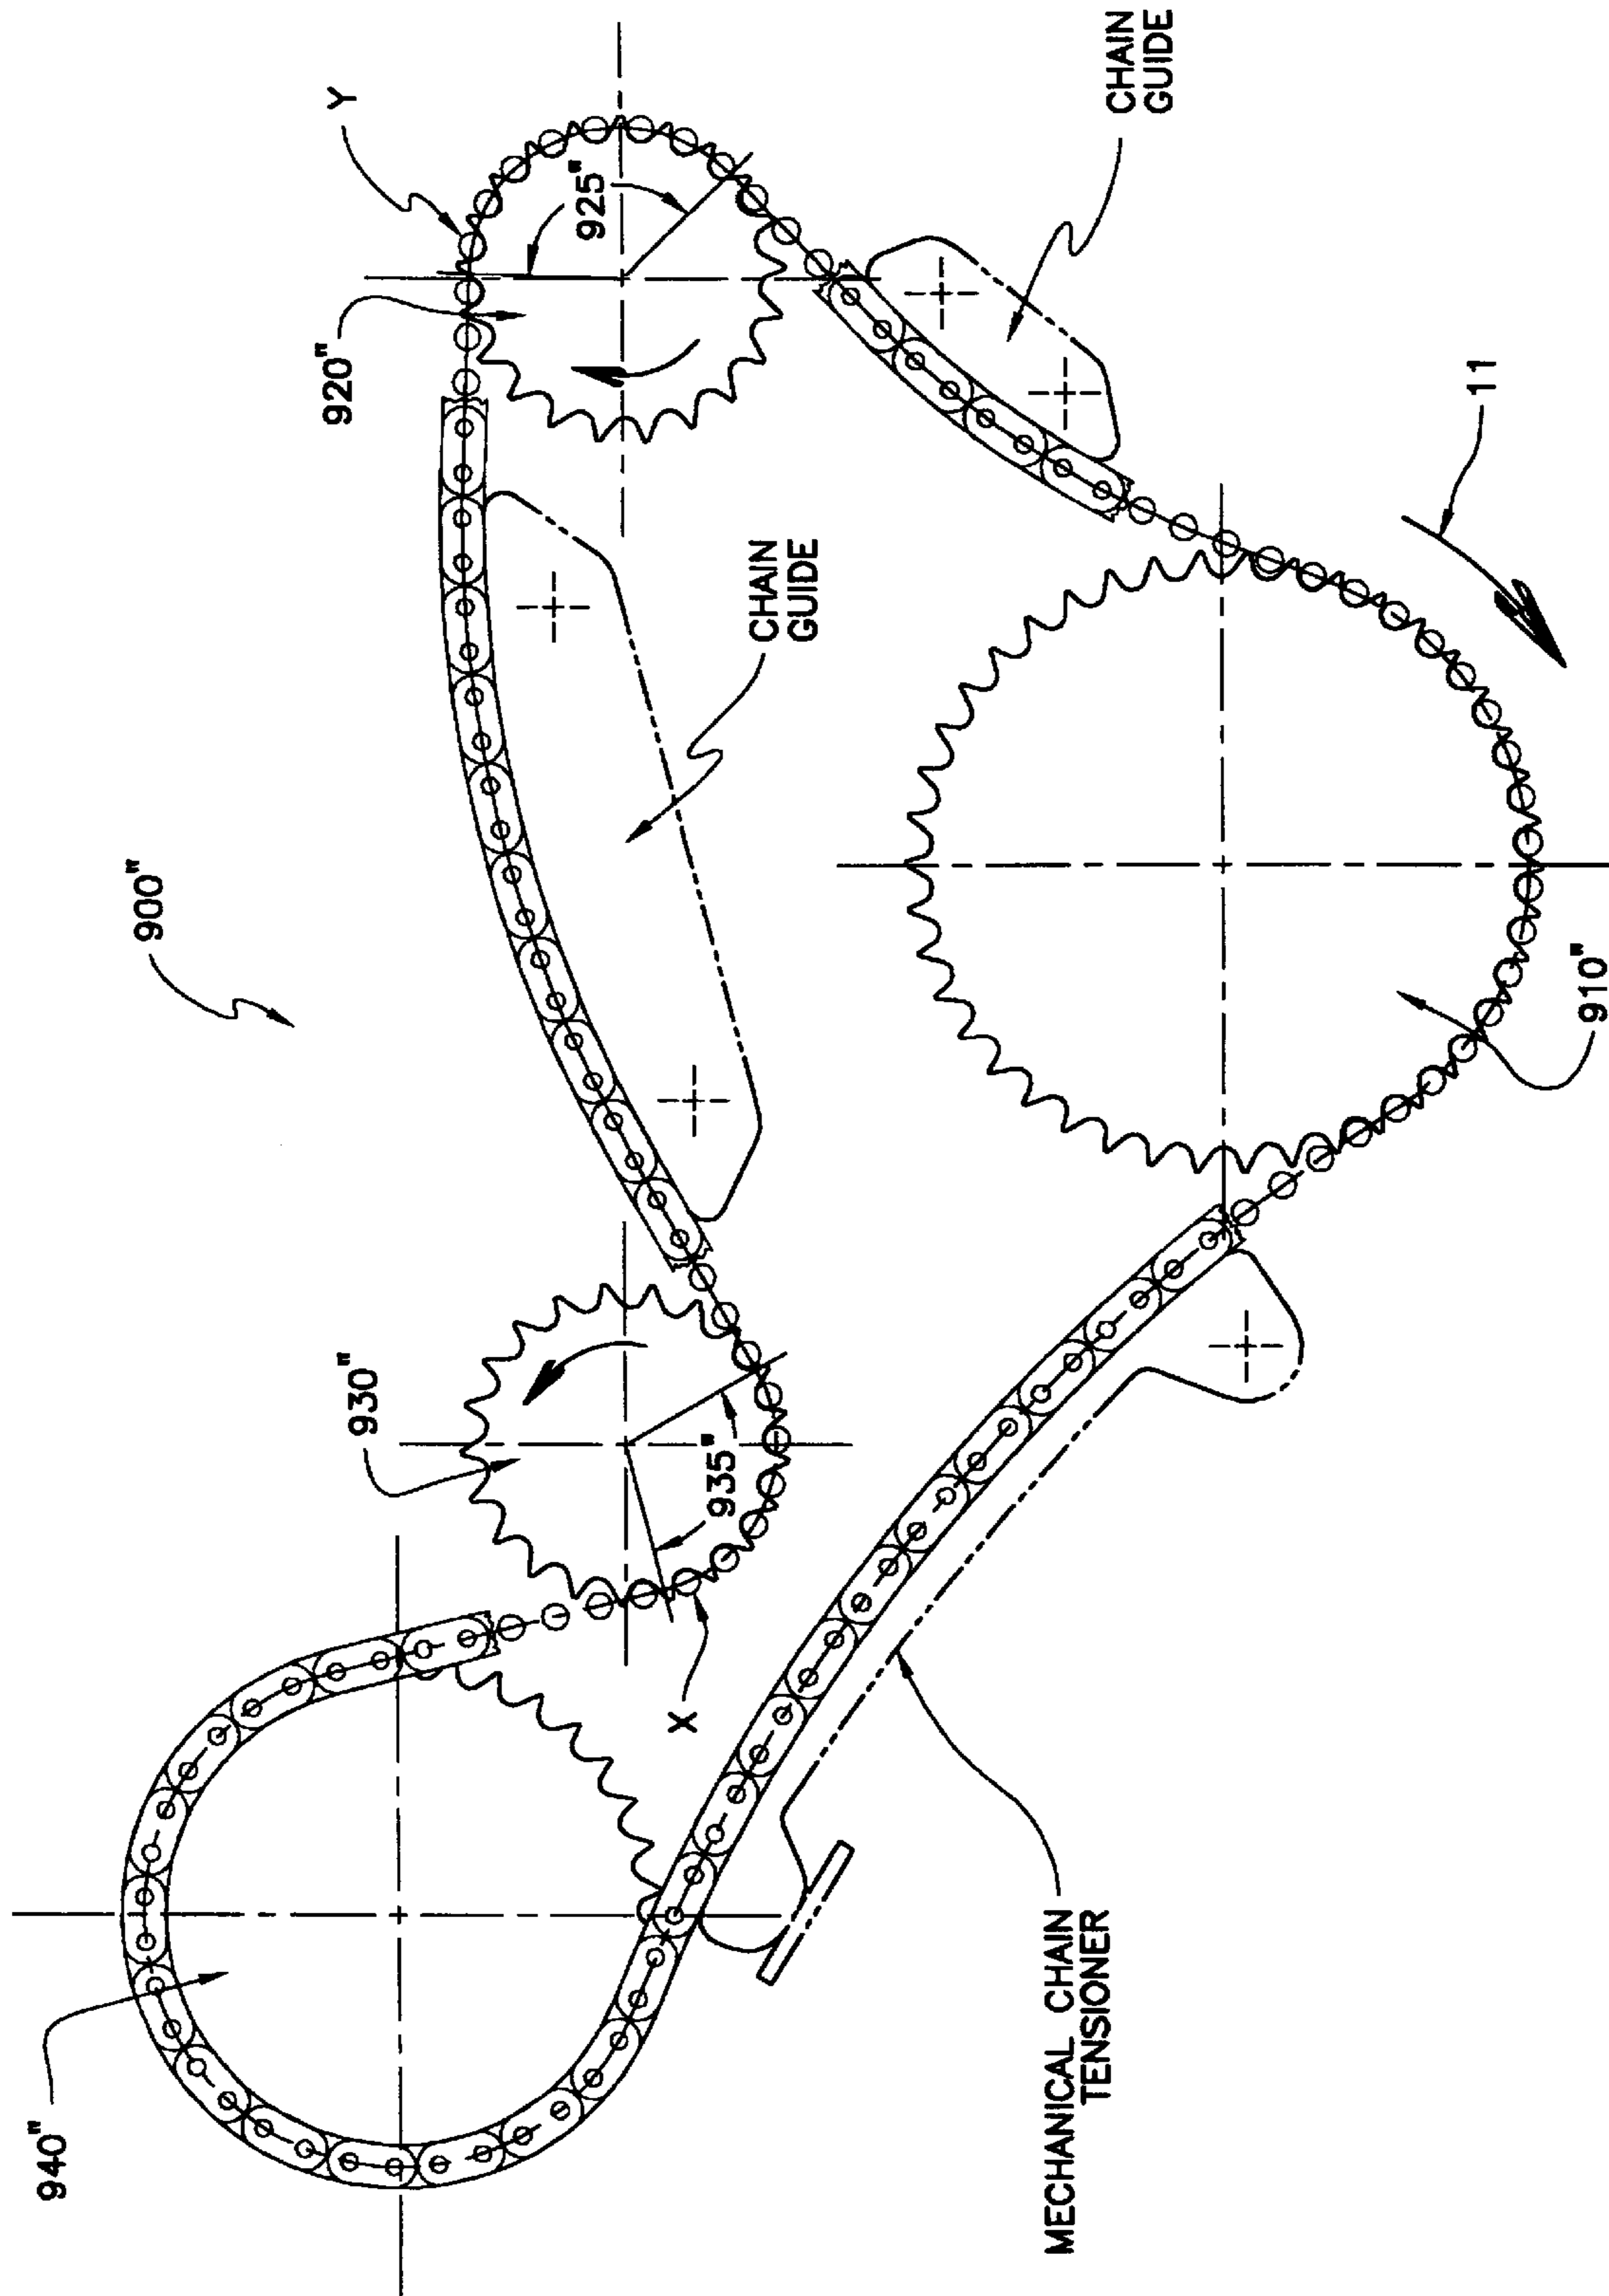 940"
930"
935"
X
900"
920"
925"
Y
CHAIN
GUIDE
CHAIN
GUIDE
11
910"
MECHANICAL CHAIN
TENSIONER